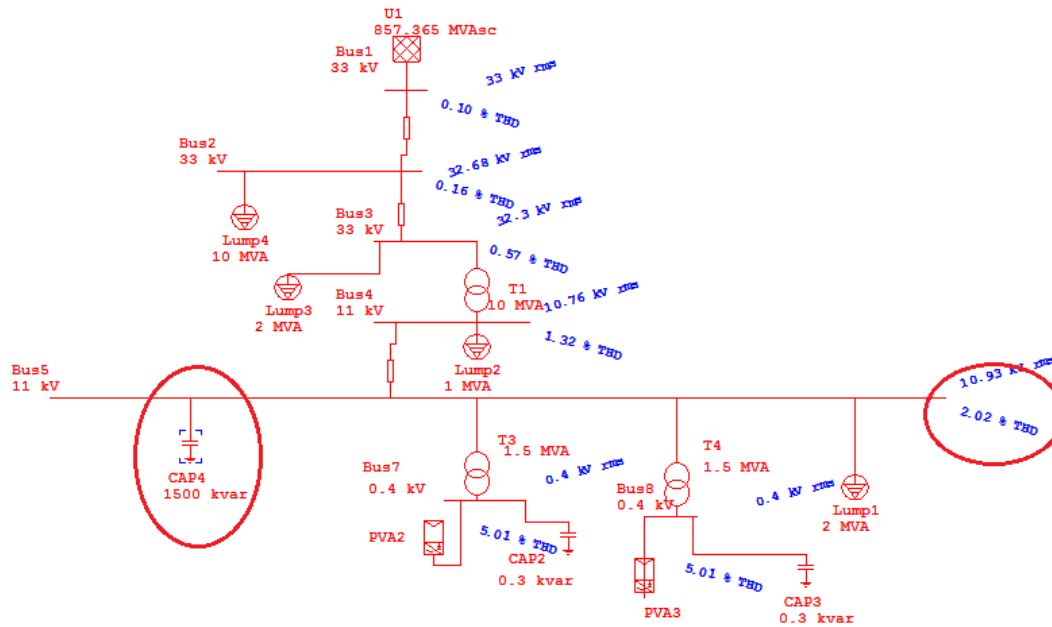 U1
857.365 MVAsc
Bus1
33 kV
33 kV rms
0.10 % THD
Bus2
33 kV
32.68 kV rms
0.16 % THD
Lump4
10 MVA
Bus3
33 kV
32.3 kV rms
0.57 % THD
Lump3
2 MVA
T1
10 MVA
Bus4
11 kV
10.76 kV rms
1.32 % THD
Lump2
1 MVA
Bus5
11 kV
10.93 kV rms
2.02 % THD
CAP4
1500 kvar
T3
1.5 MVA
T4
1.5 MVA
Bus7
0.4 kV
0.4 kV rms
Bus8
0.4 kV
0.4 kV rms
Lump1
2 MVA
PVA2
5.01 % THD
CAP2
0.3 kvar
5.01 % THD
PVA3
CAP3
0.3 kvar